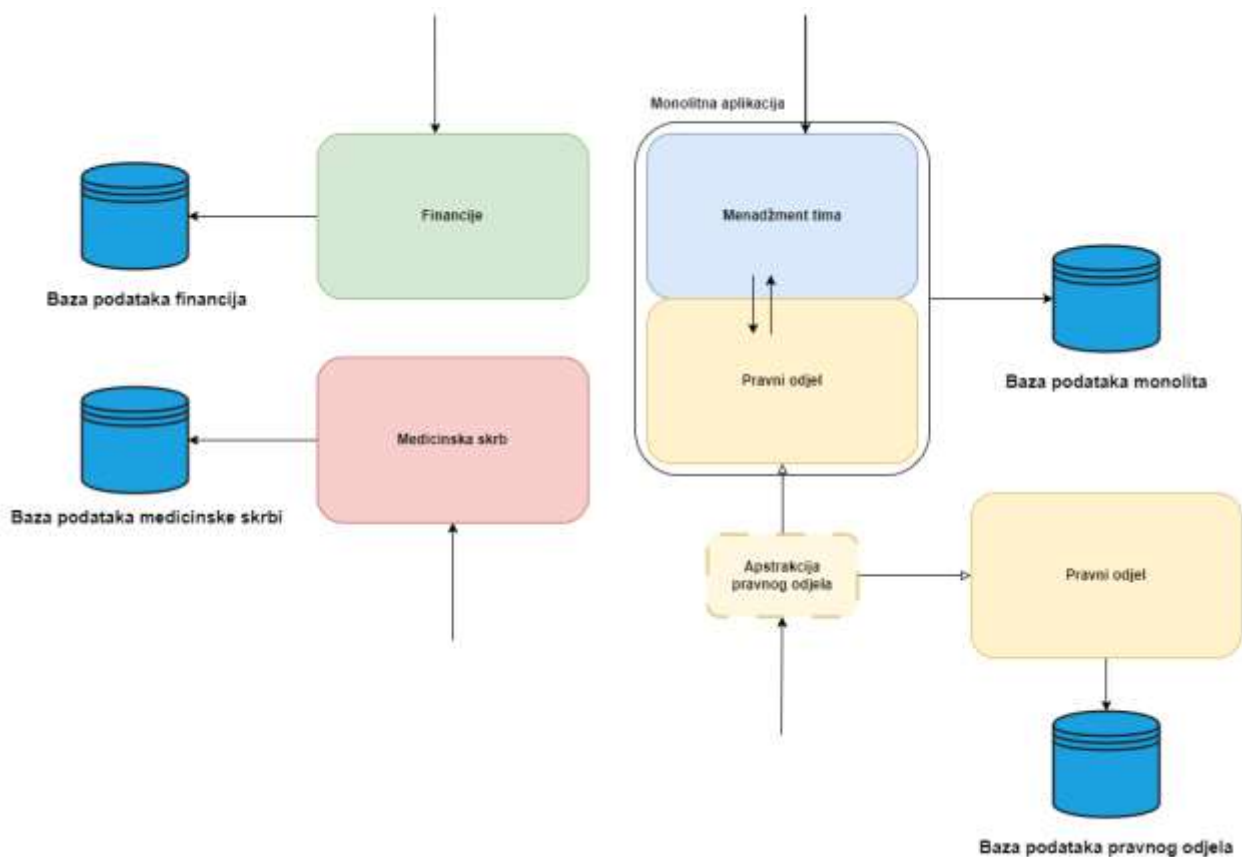 Monolitna aplikacija
Financije
Menadžment tima
Baza podataka financija
Pravni odjel
Baza podataka monolita
Medicinska skrb
Baza podataka medicinske skrbi
Apstrakcija
pravnog odjela
Pravni odjel
Baza podataka pravnog odjela